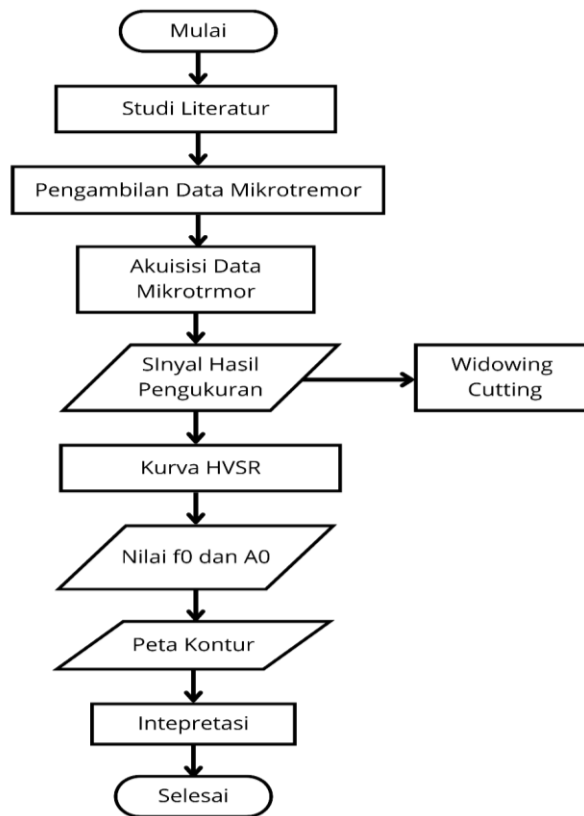 Mulai
Studi Literatur
Pengambilan Data Mikrotremor
Akuisisi Data
Mikrotrmor
SInyal Hasil
Pengukuran
Widowing
Cutting
Kurva HVSR
Nilai f0 dan A0
Peta Kontur
Intepretasi
Selesai